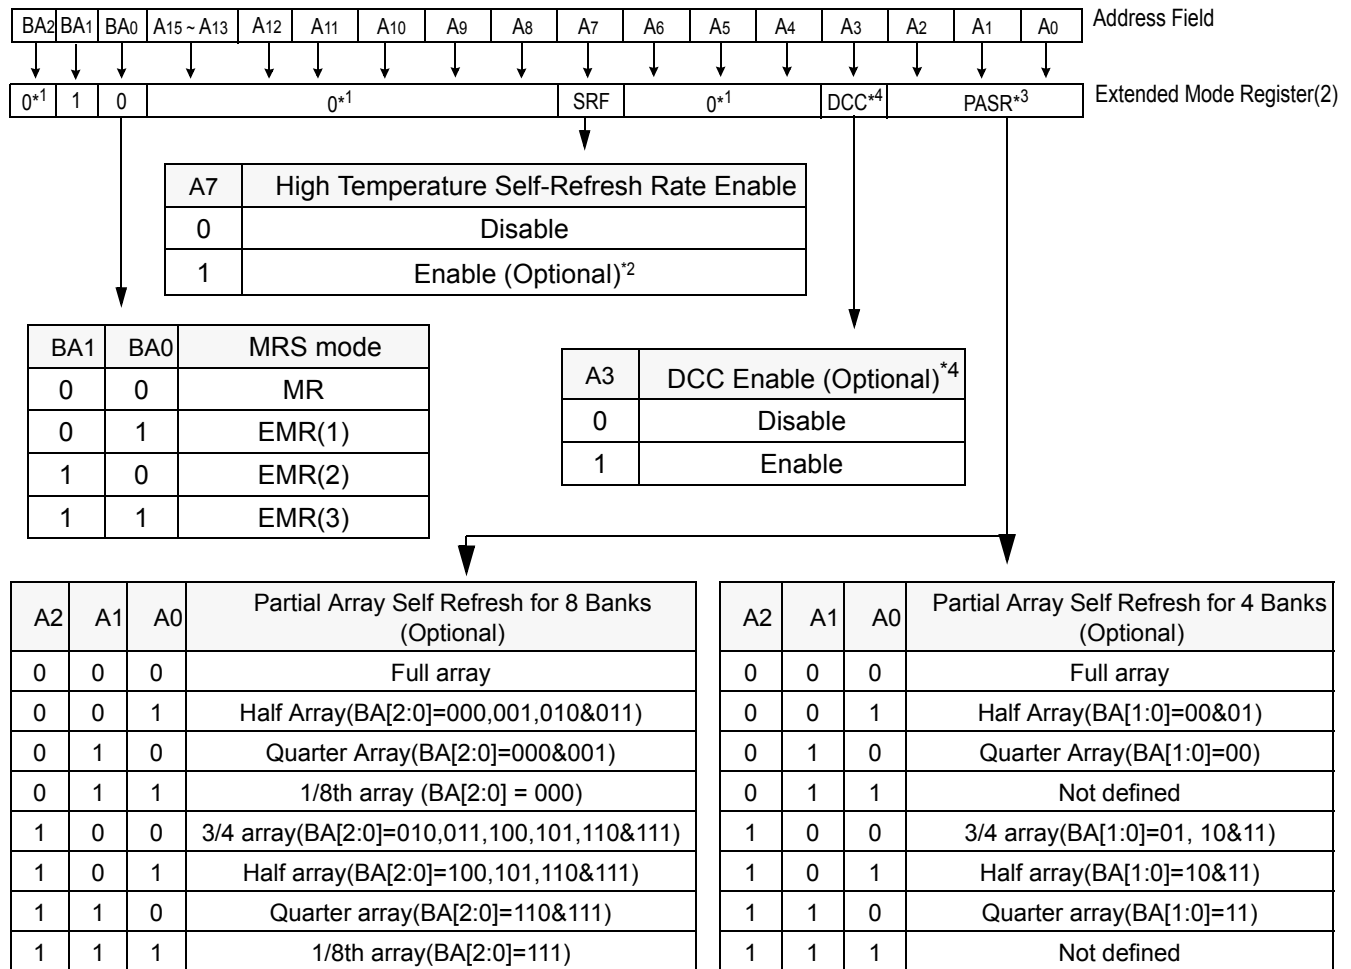 BA2 BA1 BA0 A15 ~ A13 A12 A11 A10 A9 A8 A7 A6 A5 A4 A3 A2 A1 A0 Address Field
0*1 1 0 0*1 SRF 0*1 DCC*4 PASR*3 Extended Mode Register(2)
A7 High Temperature Self-Refresh Rate Enable
0 Disable
1 Enable (Optional)*2
BA1 BA0 MRS mode
0 0 MR
0 1 EMR(1)
1 0 EMR(2)
1 1 EMR(3)
A3 DCC Enable (Optional)*4
0 Disable
1 Enable
A2 A1 A0 Partial Array Self Refresh for 8 Banks
(Optional)
0 0 0 Full array
0 0 1 Half Array(BA[2:0]=000,001,010&011)
0 1 0 Quarter Array(BA[2:0]=000&001)
0 1 1 1/8th array (BA[2:0] = 000)
1 0 0 3/4 array(BA[2:0]=010,011,100,101,110&111)
1 0 1 Half array(BA[2:0]=100,101,110&111)
1 1 0 Quarter array(BA[2:0]=110&111)
1 1 1 1/8th array(BA[2:0]=111)
A2 A1 A0 Partial Array Self Refresh for 4 Banks
(Optional)
0 0 0 Full array
0 0 1 Half Array(BA[1:0]=00&01)
0 1 0 Quarter Array(BA[1:0]=00)
0 1 1 Not defined
1 0 0 3/4 array(BA[1:0]=01, 10&11)
1 0 1 Half array(BA[1:0]=10&11)
1 1 0 Quarter array(BA[1:0]=11)
1 1 1 Not defined